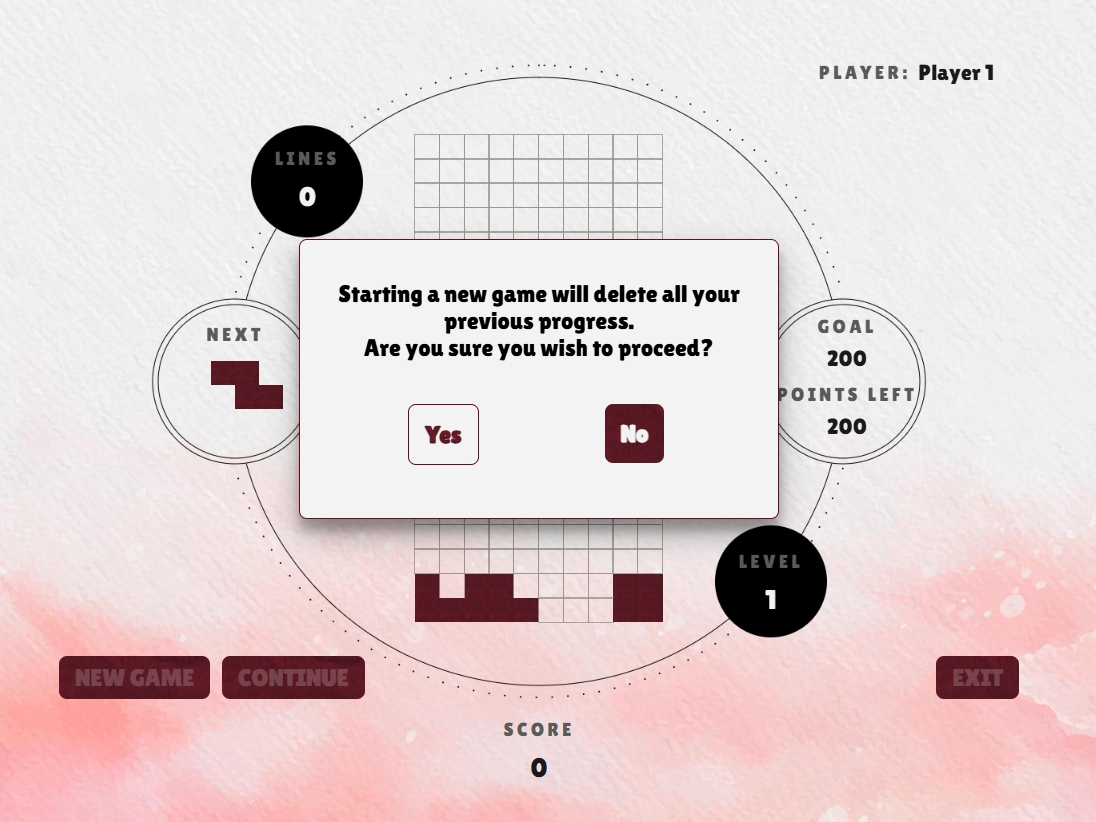 PLAYER: Player 1
LINES
0
Starting a new game will delete all your
previous progress.
Are you sure you wish to proceed?
Yes
No
NEXT
GOAL
200
POINTS LEFT
200
LEVEL
1
NEW GAME
CONTINUE
EXIT
SCORE
0